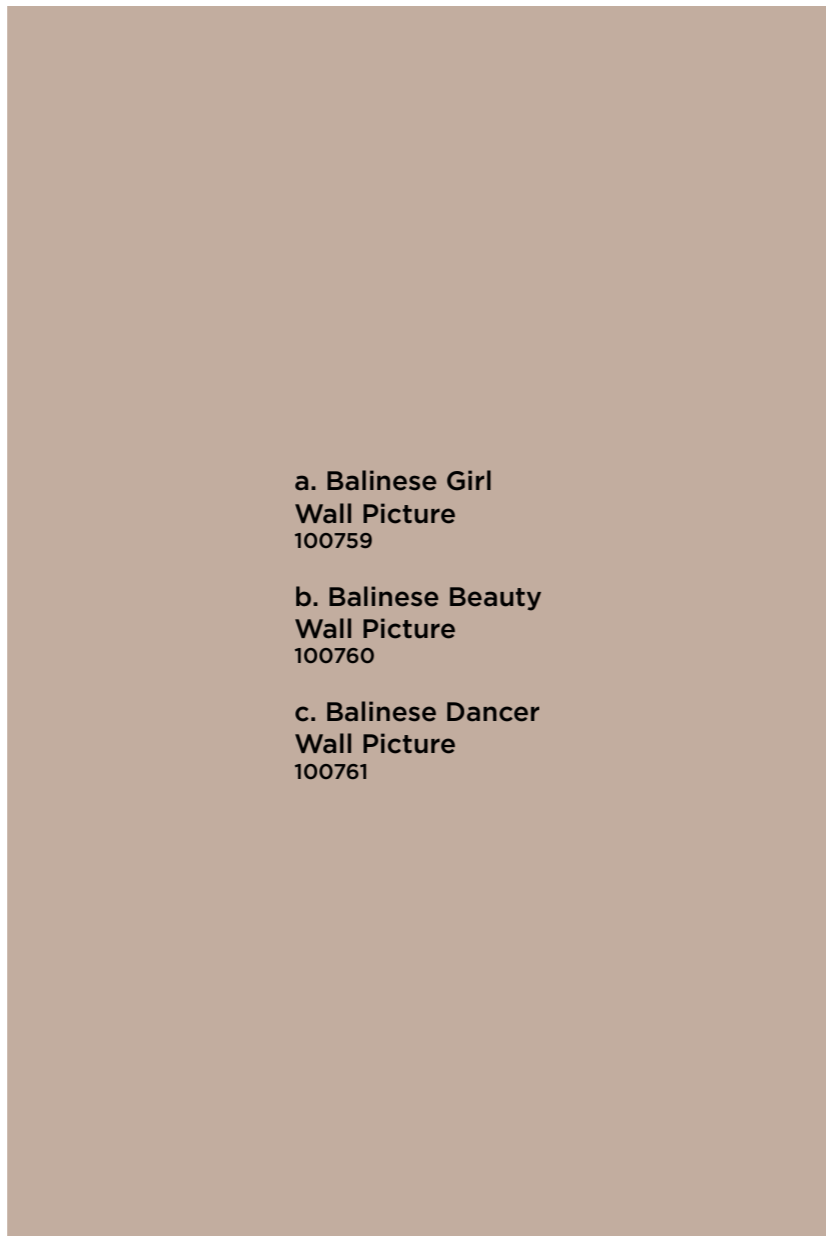 a. Balinese Girl
Wall Picture
100759
b. Balinese Beauty
Wall Picture
100760
c. Balinese Dancer
Wall Picture
100761